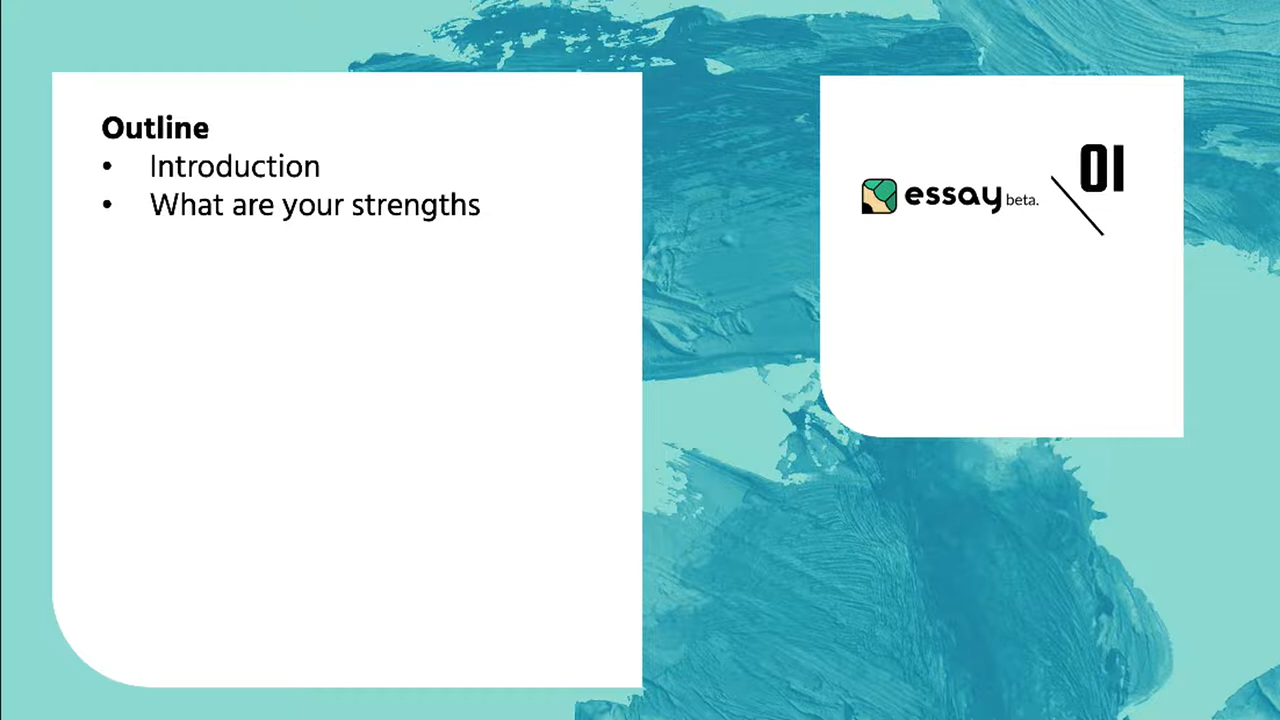 Outline
• Introduction
• What are your strengths
essay beta.
01